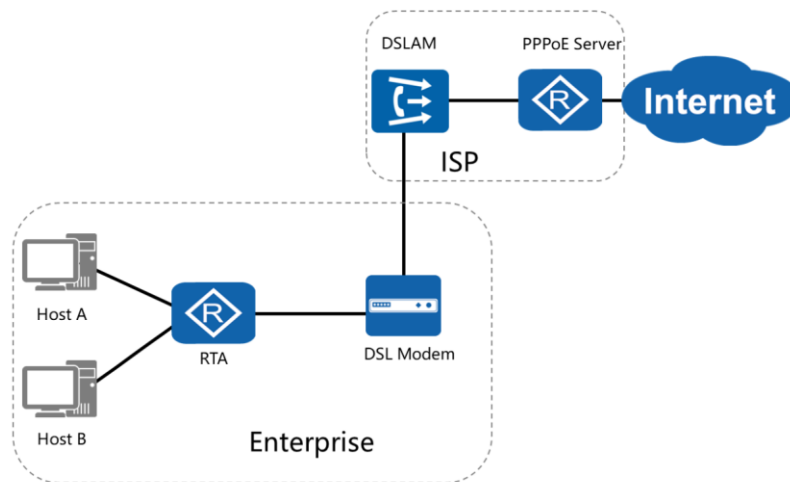 DSLAM
PPPoE Server
R
Internet
ISP
Host A
R
RTA
DSL Modem
Host B
Enterprise